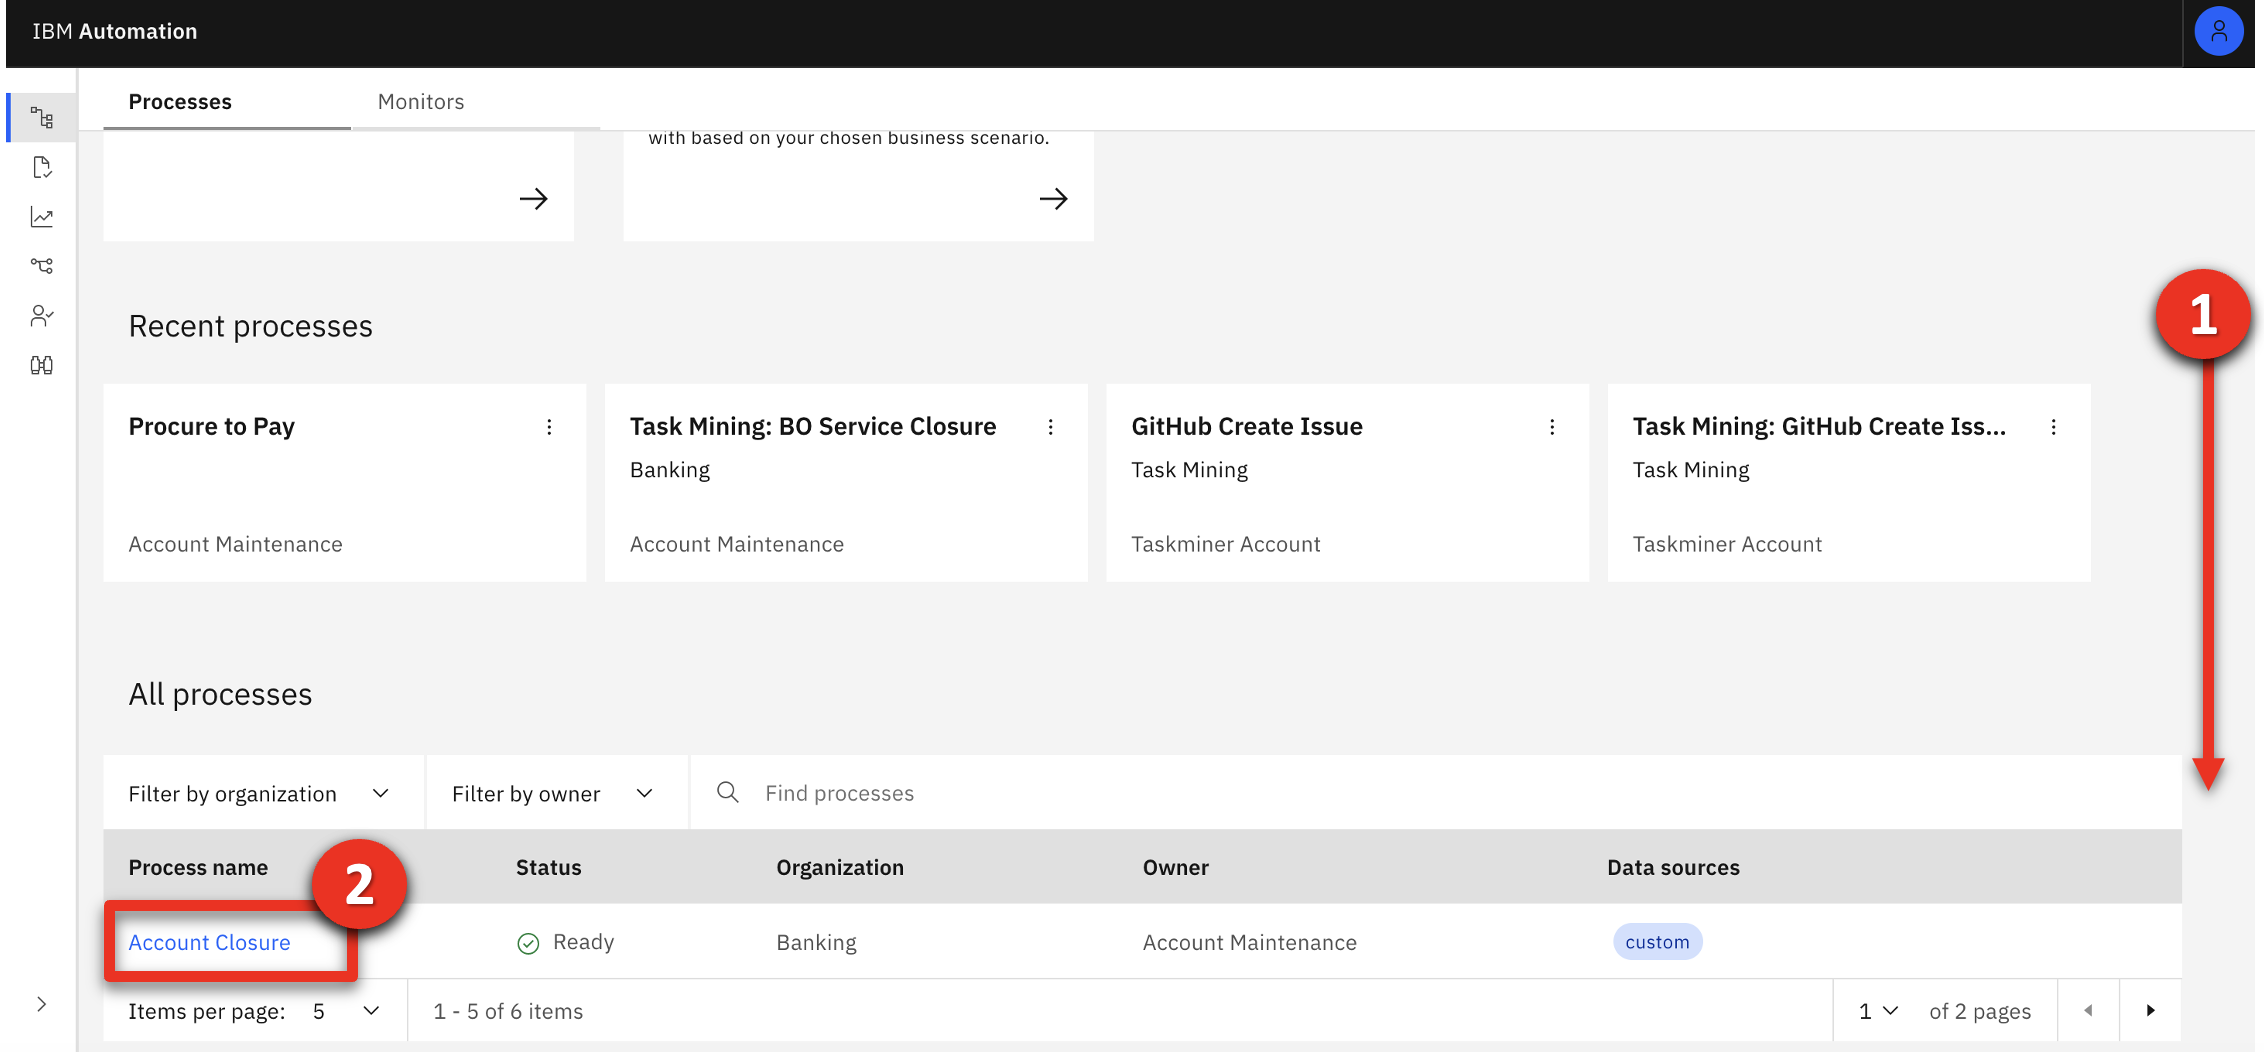 IBM Automation
Processes
Monitors
with based on your chosen business scenario.
Recent processes
Procure to Pay
Account Maintenance
Task Mining: BO Service Closure
Banking
Account Maintenance
GitHub Create Issue
Task Mining
Taskminer Account
Task Mining: GitHub Create Iss...
Task Mining
Taskminer Account
1
All processes
Filter by organization
Filter by owner
Find processes
Process name
Status
Organization
Owner
Data sources
2
Account Closure
Ready
Banking
Account Maintenance
custom
Items per page: 5
1 - 5 of 6 items
1
of 2 pages